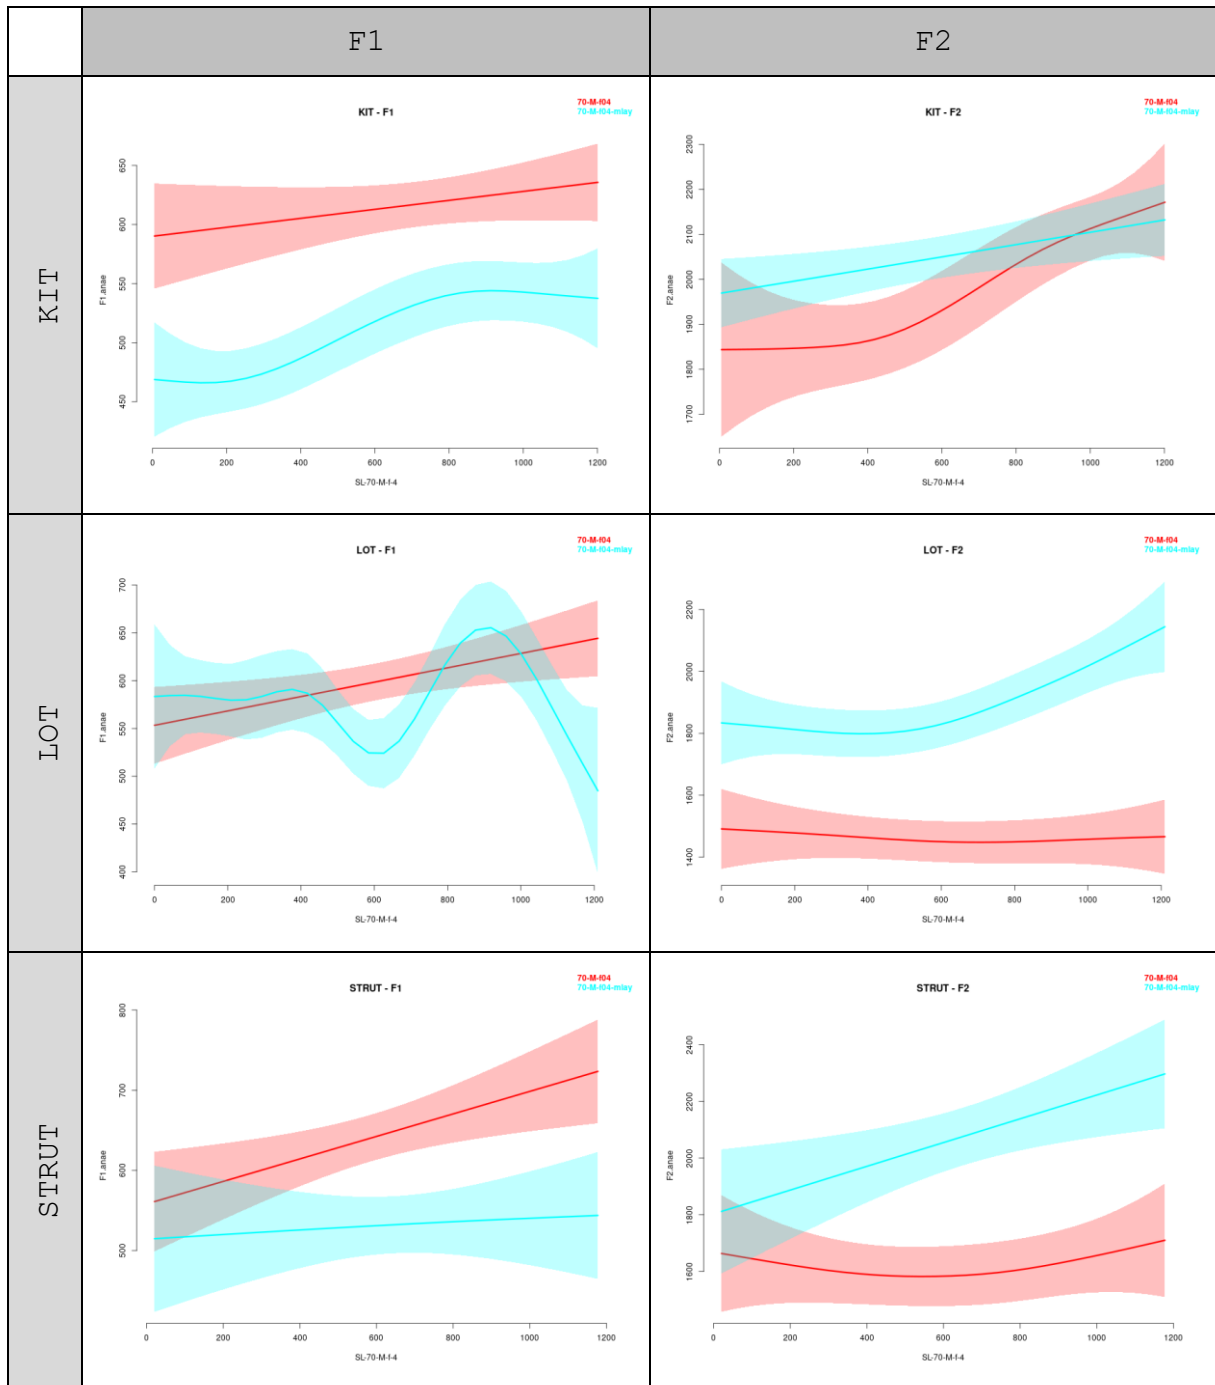 F1
F2
KIT
KIT - F1
70-M-f04
70-M-f04-mlay
F1.anae
650
600
550
500
450
0 200 400 600 800 1000 1200
SL-70-M-f-4
KIT - F2
70-M-f04
70-M-f04-mlay
F2.anae
2300
2200
2100
2000
1900
1800
1700
0 200 400 600 800 1000 1200
SL-70-M-f-4
LOT
LOT - F1
70-M-f04
70-M-f04-mlay
F1.anae
700
650
600
550
500
450
400
0 200 400 600 800 1000 1200
SL-70-M-f-4
LOT - F2
70-M-f04
70-M-f04-mlay
F2.anae
2200
2000
1800
1600
1400
0 200 400 600 800 1000 1200
SL-70-M-f-4
STRUT
STRUT - F1
70-M-f04
70-M-f04-mlay
F1.anae
800
700
600
500
0 200 400 600 800 1000 1200
SL-70-M-f-4
STRUT - F2
70-M-f04
70-M-f04-mlay
F2.anae
2400
2200
2000
1800
1600
0 200 400 600 800 1000 1200
SL-70-M-f-4